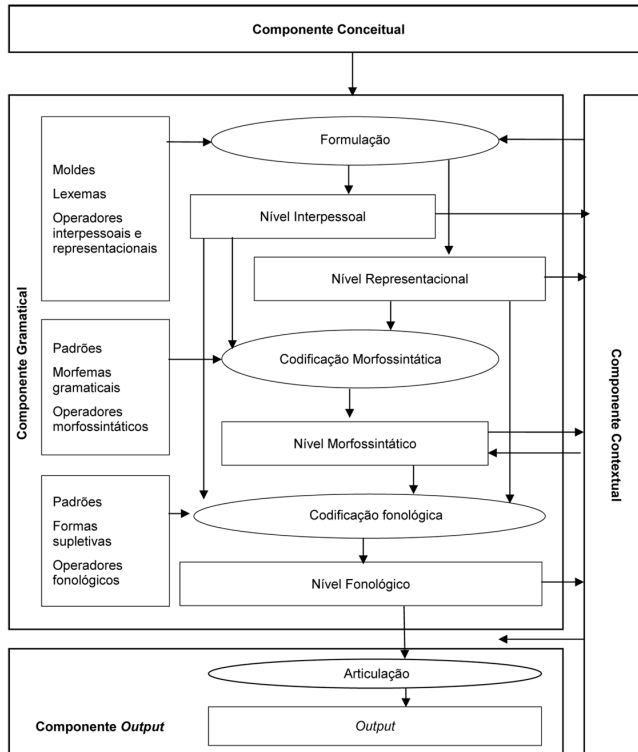 Componente Conceitual
Formulação
Moldes
Lexemas
Operadores
interpessoais e
representacionais
Nível Interpessoal
Nível Representacional
Componente Gramatical
Componente Contextual
Padrões
Morfemas
gramaticais
Operadores
morfossintáticos
Codificação Morfossintática
Nível Morfossintático
Padrões
Formas
supletivas
Operadores
fonológicos
Codificação fonológica
Nível Fonológico
Articulação
Componente Output
Output